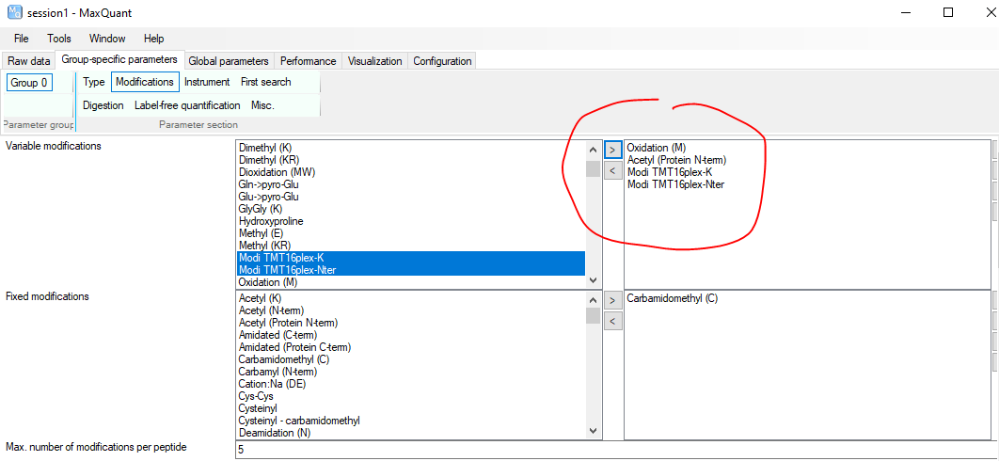 session1 - MaxQuant
File Tools Window Help
Raw data Group-specific parameters Global parameters Performance Visualization Configuration
Group 0 Type Modifications Instrument First search
Digestion Label-free quantification Misc.
Parameter group Parameter section
Variable modifications
Dimethyl (K)
Dimethyl (KR)
Dioxidation (MW)
Gln->pyro-Glu
Glu->pyro-Glu
GlyGly (K)
Hydroxyproline
Methyl (E)
Methyl (KR)
Modi TMT16plex-K
Modi TMT16plex-Nter
Oxidation (M)
>
<
Oxidation (M)
Acetyl (Protein N-term)
Modi TMT16plex-K
Modi TMT16plex-Nter
Fixed modifications
Acetyl (K)
Acetyl (N-term)
Acetyl (Protein N-term)
Amidated (C-term)
Amidated (Protein C-term)
Carbamidomethyl (C)
Carbamyl (N-term)
Cation:Na (DE)
Cys-Cys
Cysteinyl
Cysteinyl - carbamidomethyl
Deamidation (N)
>
<
Carbamidomethyl (C)
Max. number of modifications per peptide
5